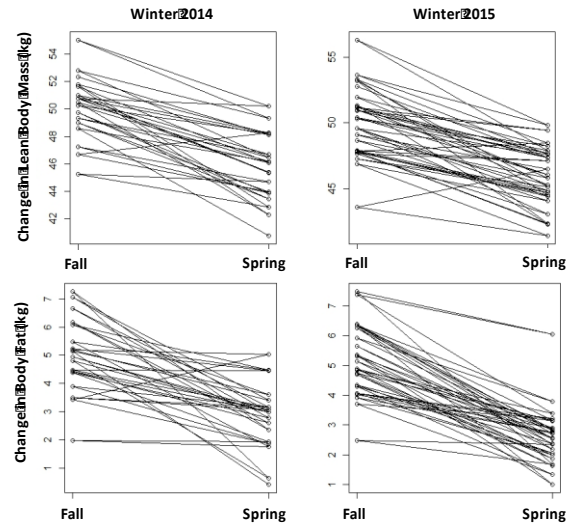 Winter 2014
Winter 2015
Change in Lean Body Mass (kg)
54
52
50
48
46
44
42
Fall
Spring
55
50
45
Fall
Spring
Change in Body Fat (kg)
7
6
5
4
3
2
1
Fall
Spring
7
6
5
4
3
2
1
Fall
Spring